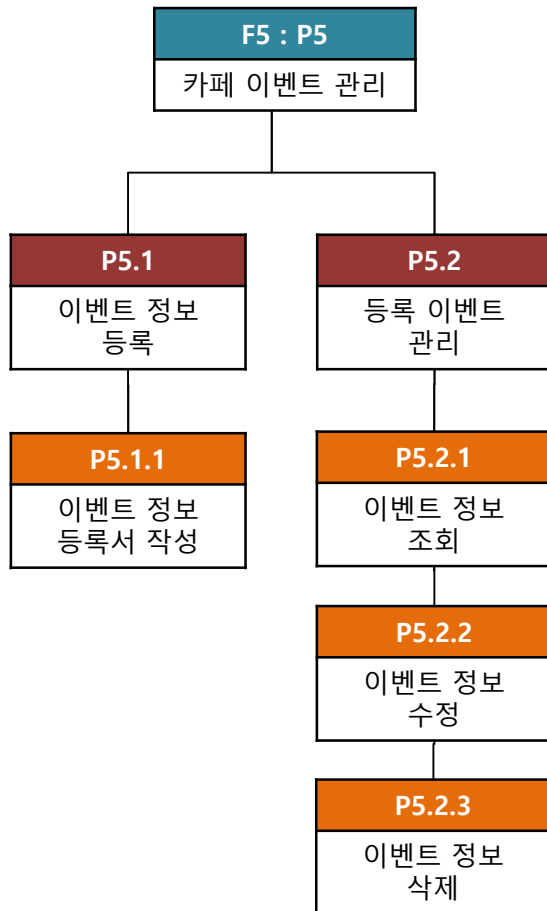 F5 : P5
카페 이벤트 관리
P5.1
이벤트 정보
등록
P5.1.1
이벤트 정보
등록서 작성
P5.2
등록 이벤트
관리
P5.2.1
이벤트 정보
조회
P5.2.2
이벤트 정보
수정
P5.2.3
이벤트 정보
삭제